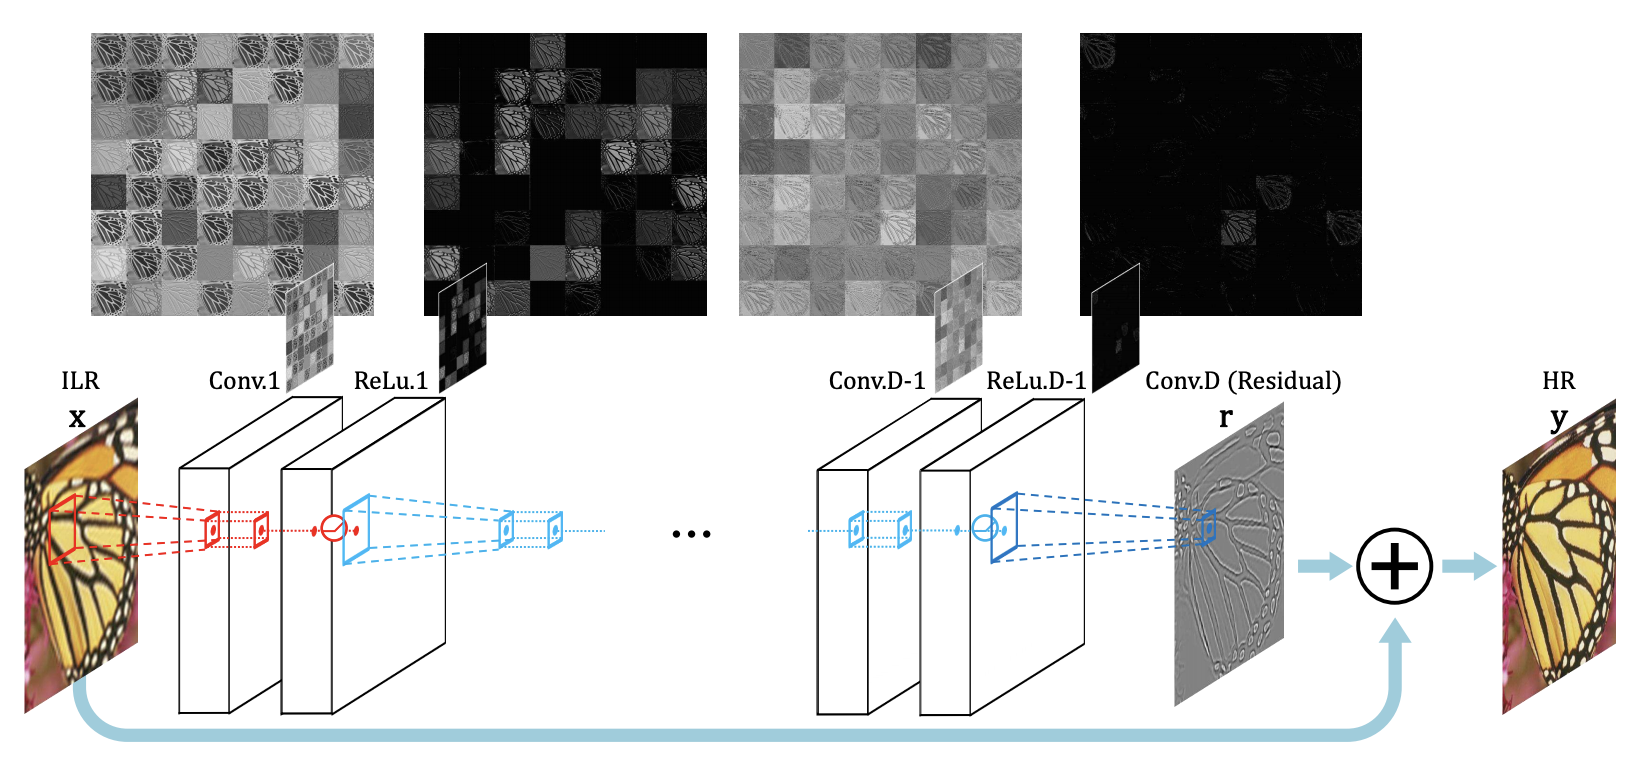 ILR
x
Conv.1
ReLu.1
...
Conv.D-1
ReLu.D-1
Conv.D (Residual)
r
HR
y